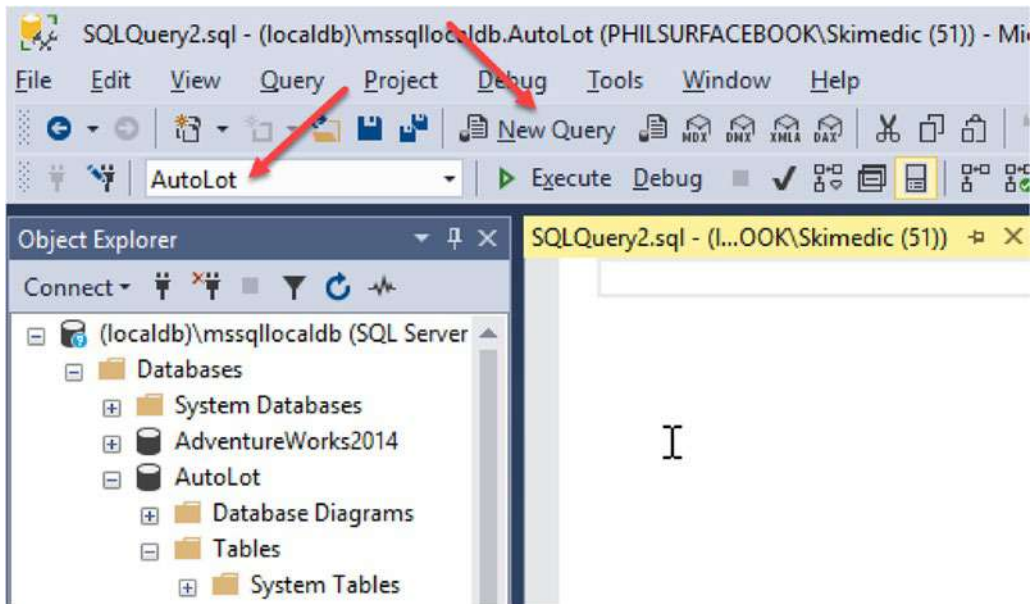 SQLQuery2.sql - (localdb)\mssqllocaldb.AutoLot (PHILSURFACEBOOK\Skimedic (51)) - Mi
File Edit View Query Project Debug Tools Window Help
New Query MDX DMX XMLA DAX
AutoLot Execute Debug
Object Explorer SQLQuery2.sql - (l...OOK\Skimedic (51))
Connect
(localdb)\mssqllocaldb (SQL Server
Databases
System Databases
AdventureWorks2014
AutoLot
Database Diagrams
Tables
System Tables